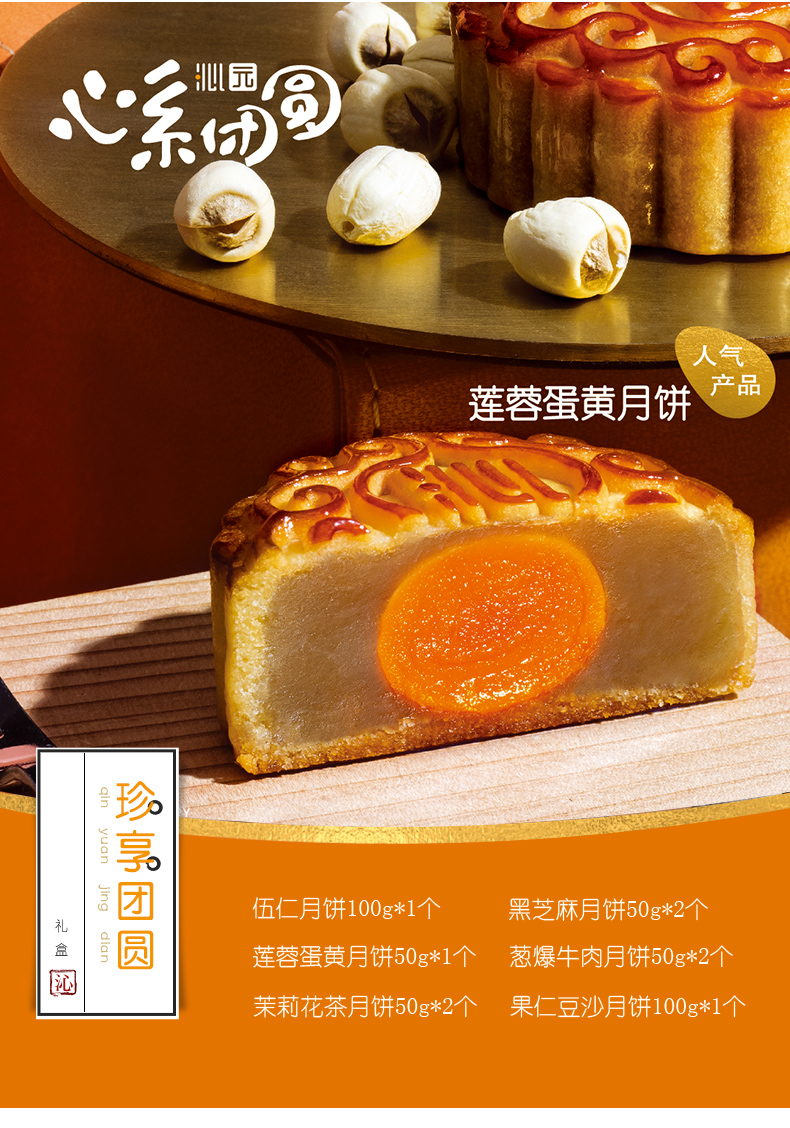 沁园
心系团圆
人气
产品
莲蓉蛋黄月饼
珍享团圆
qin yuan jing dian
礼盒
沁
伍仁月饼100g*1个
黑芝麻月饼50g*2个
莲蓉蛋黄月饼50g*1个
葱爆牛肉月饼50g*2个
茉莉花茶月饼50g*2个
果仁豆沙月饼100g*1个